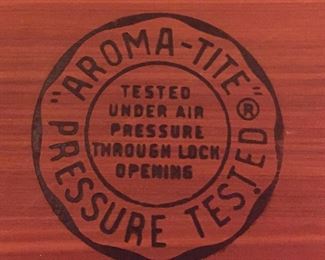 "AROMA-TITE"®
TESTED
UNDER AIR
PRESSURE
THROUGH LOCK
OPENING
PRESSURE TESTED